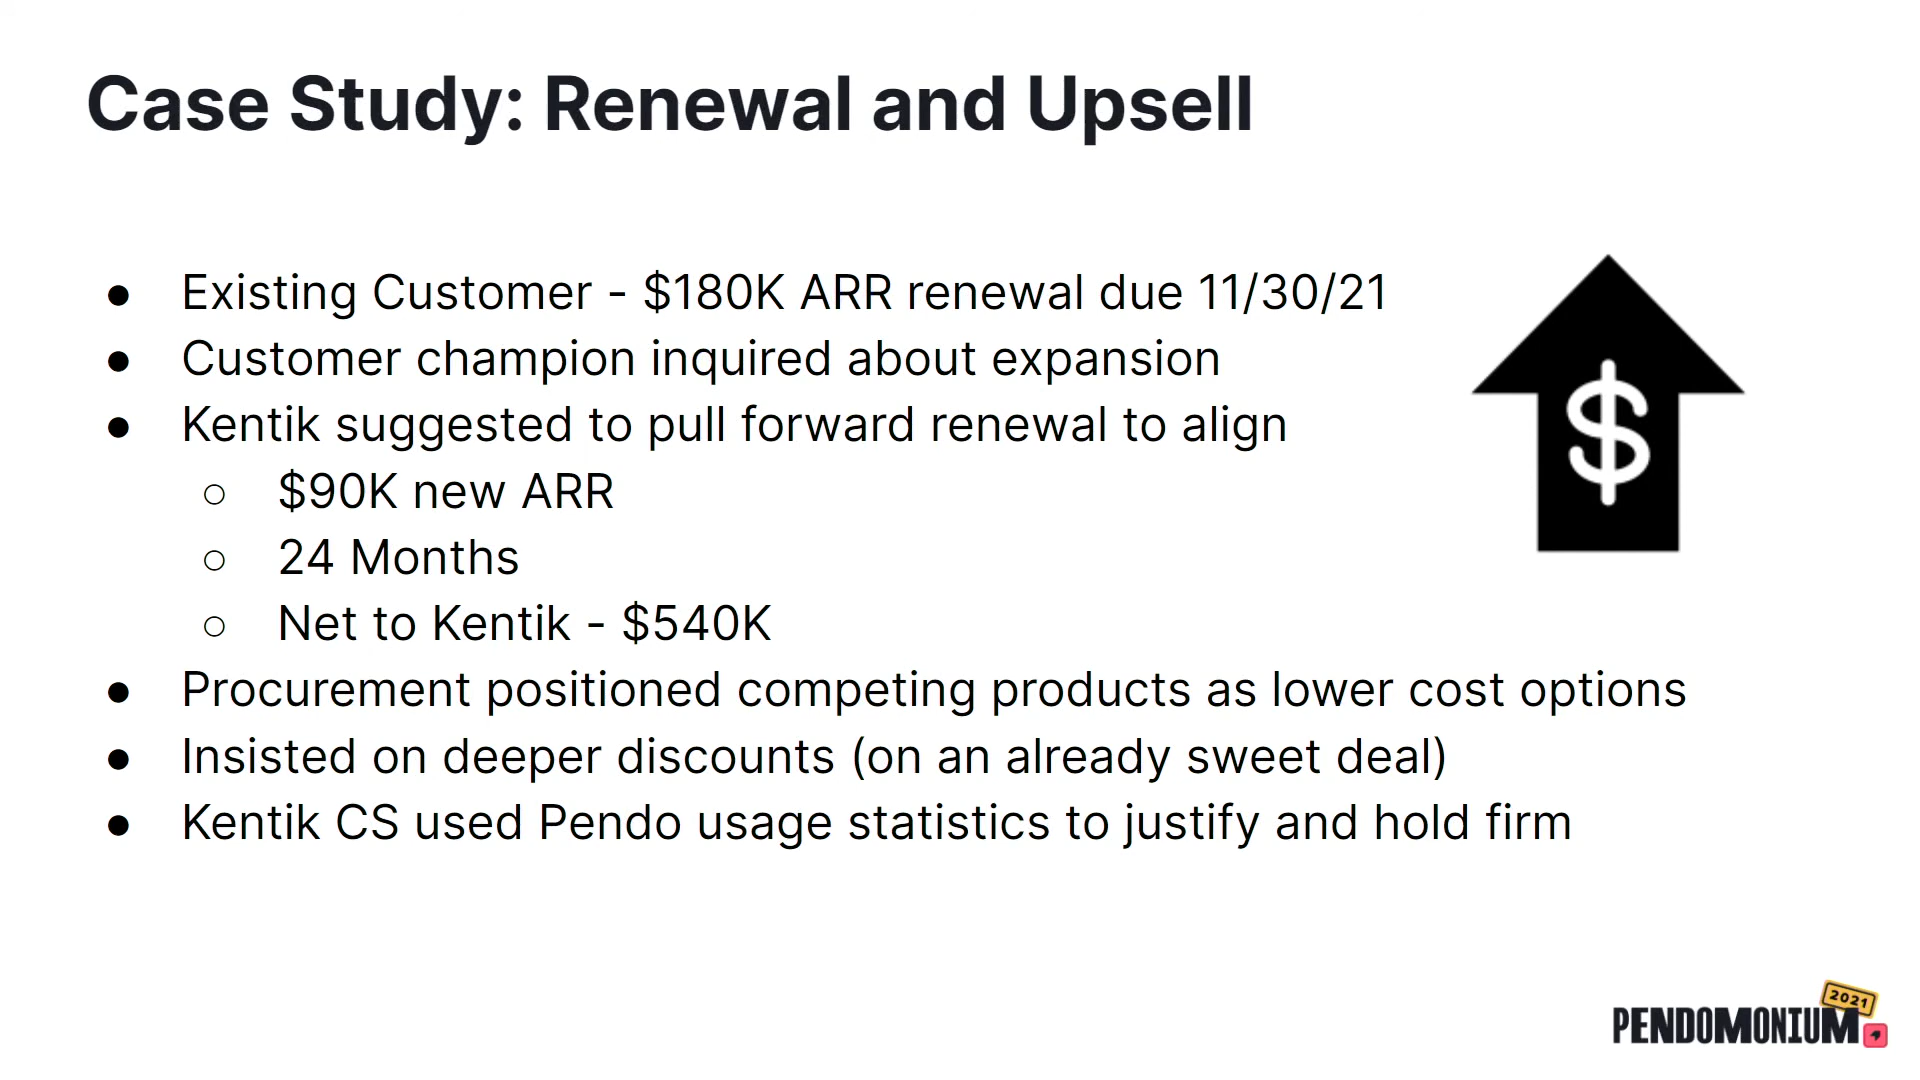 Case Study: Renewal and Upsell
● Existing Customer - $180K ARR renewal due 11/30/21
● Customer champion inquired about expansion
● Kentik suggested to pull forward renewal to align
○ $90K new ARR
○ 24 Months
○ Net to Kentik - $540K
● Procurement positioned competing products as lower cost options
● Insisted on deeper discounts (on an already sweet deal)
● Kentik CS used Pendo usage statistics to justify and hold firm
$
2021
PENDOMONIUM